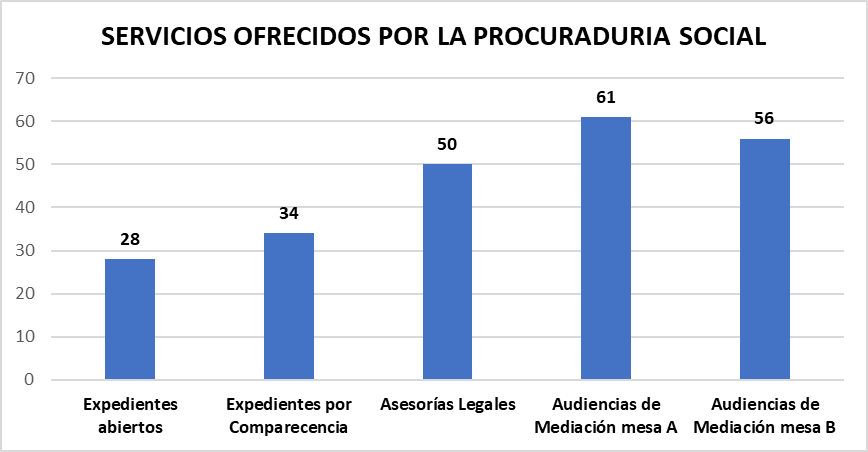 SERVICIOS OFRECIDOS POR LA PROCURADURIA SOCIAL
70
60
50
40
30
20
10
0
28
34
50
61
56
Expedientes
abiertos
Expedientes por
Comparecencia
Asesorías Legales
Audiencias de
Mediación mesa A
Audiencias de
Mediación mesa B